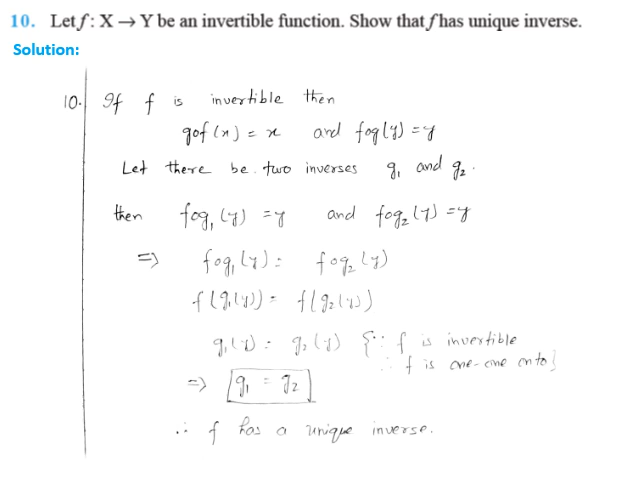 10. Let f : X → Y be an invertible function. Show that f has unique inverse.
Solution:
10. If f is invertible then
gof (x) = x and fog(y) = y
Let there be two inverses g₁ and g₂.
then fog₁ (y) = y and fog₂ (y) = y
=> fog₁ (y) = fog₂ (y)
f (g₁(y)) = f (g₂(y))
g₁(y) = g₂(y) {∵ f is invertible
∴ f is one-one onto}
=> g₁ = g₂
∴ f has a unique inverse.